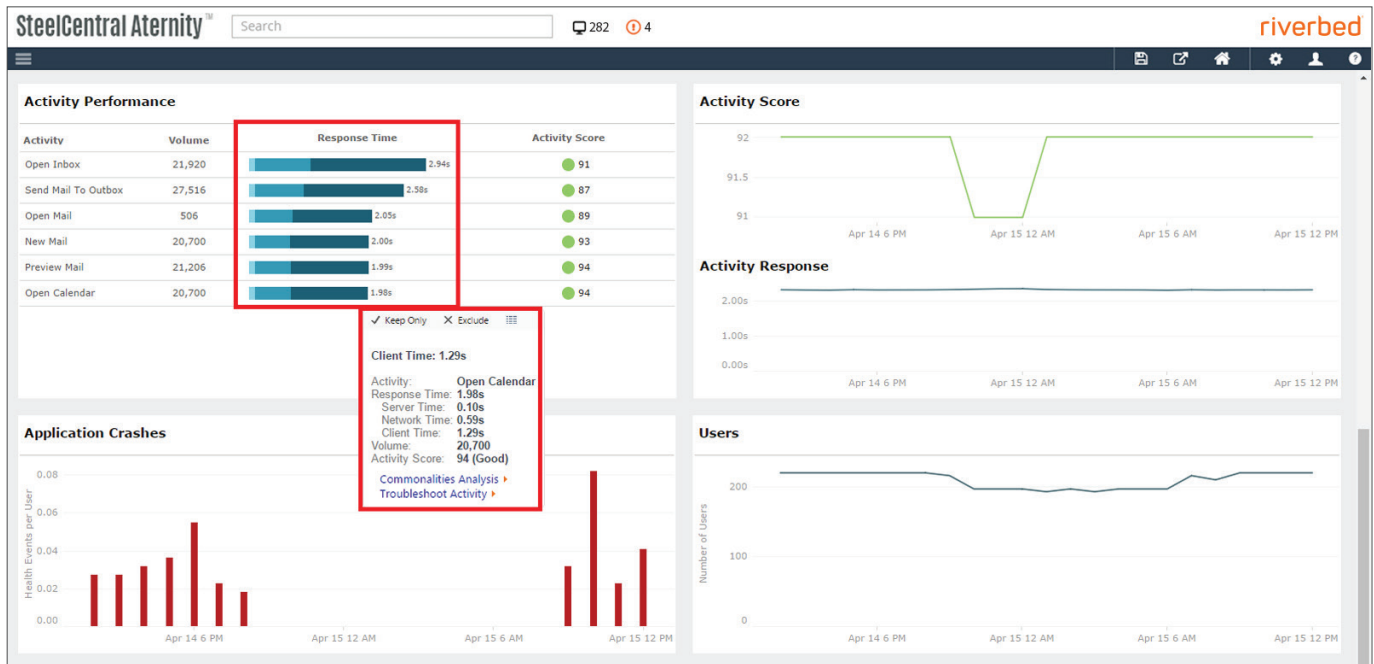 SteelCentral Aternity™ Search 282 4 riverbed
Activity Performance
Activity Volume Response Time Activity Score
Open Inbox 21,920 2.94s 91
Send Mail To Outbox 27,516 2.58s 87
Open Mail 506 2.05s 89
New Mail 20,700 2.00s 93
Preview Mail 21,206 1.99s 94
Open Calendar 20,700 1.98s 94
Keep Only Exclude
Client Time: 1.29s
Activity: Open Calendar
Response Time: 1.98s
Server Time: 0.10s
Network Time: 0.59s
Client Time: 1.29s
Volume: 20,700
Activity Score: 94 (Good)
Commonalities Analysis
Troubleshoot Activity
Activity Score
92
91.5
91
Apr 14 6 PM Apr 15 12 AM Apr 15 6 AM Apr 15 12 PM
Activity Response
2.00s
1.00s
0.00s
Apr 14 6 PM Apr 15 12 AM Apr 15 6 AM Apr 15 12 PM
Application Crashes
Health Events per User
0.08
0.06
0.04
0.02
0.00
Apr 14 6 PM Apr 15 12 AM Apr 15 6 AM Apr 15 12 PM
Users
Number of Users
200
100
0
Apr 14 6 PM Apr 15 12 AM Apr 15 6 AM Apr 15 12 PM